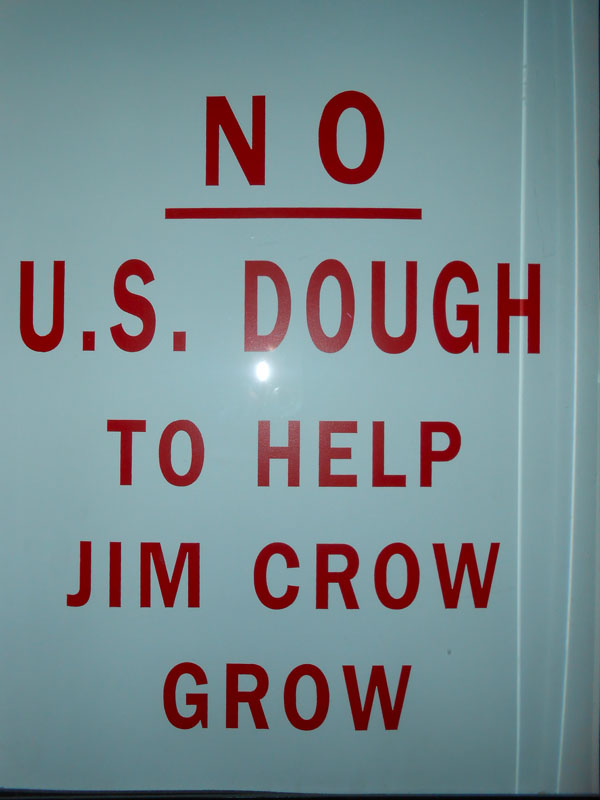 NO
U.S. DOUGH
TO HELP
JIM CROW
GROW